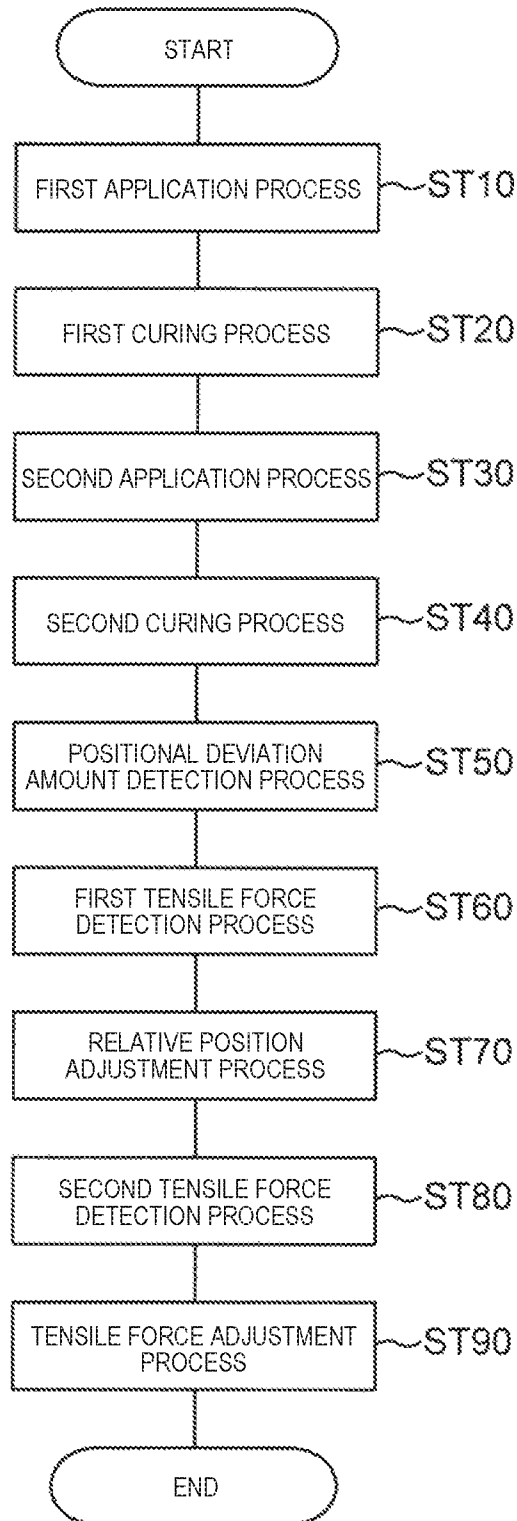 START
FIRST APPLICATION PROCESS
ST10
FIRST CURING PROCESS
ST20
SECOND APPLICATION PROCESS
ST30
SECOND CURING PROCESS
ST40
POSITIONAL DEVIATION
AMOUNT DETECTION PROCESS
ST50
FIRST TENSILE FORCE
DETECTION PROCESS
ST60
RELATIVE POSITION
ADJUSTMENT PROCESS
ST70
SECOND TENSILE FORCE
DETECTION PROCESS
ST80
TENSILE FORCE ADJUSTMENT
PROCESS
ST90
END